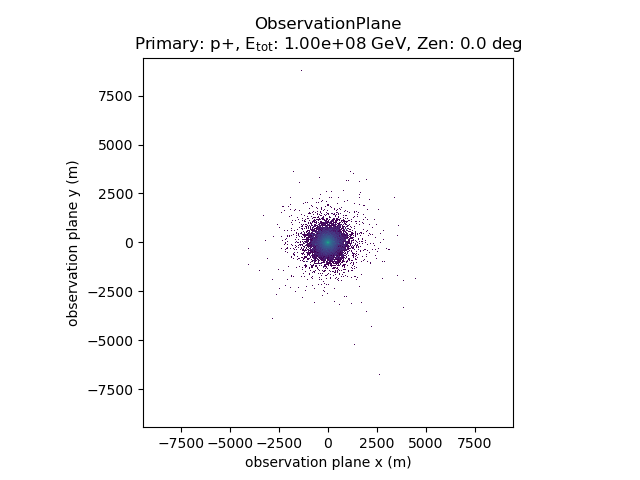 ObservationPlane
Primary: p+, E_tot: 1.00e+08 GeV, Zen: 0.0 deg
7500
5000
2500
0
−2500
−5000
−7500
observation plane y (m)
−7500 −5000 −2500 0 2500 5000 7500
observation plane x (m)